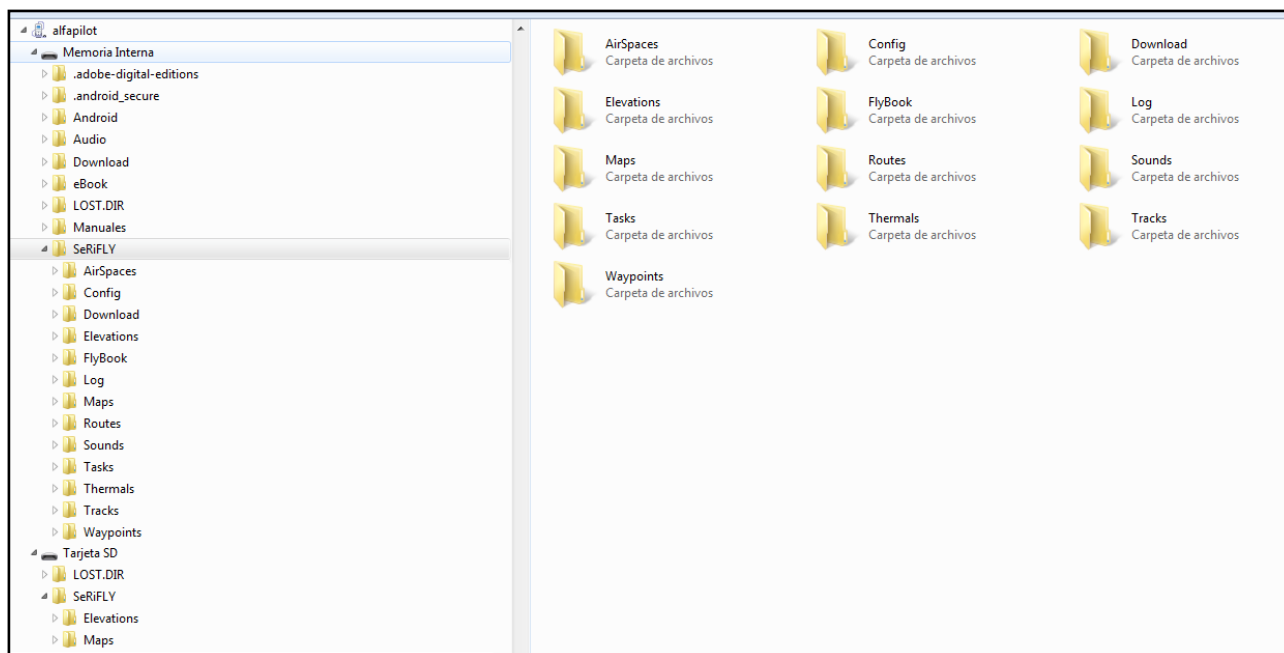 alfapilot
Memoria Interna
.adobe-digital-editions
.android_secure
Android
Audio
Download
eBook
LOST.DIR
Manuales
SeRiFLY
AirSpaces
Config
Download
Elevations
FlyBook
Log
Maps
Routes
Sounds
Tasks
Thermals
Tracks
Waypoints
Tarjeta SD
LOST.DIR
SeRiFLY
Elevations
Maps
AirSpaces
Carpeta de archivos
Config
Carpeta de archivos
Download
Carpeta de archivos
Elevations
Carpeta de archivos
FlyBook
Carpeta de archivos
Log
Carpeta de archivos
Maps
Carpeta de archivos
Routes
Carpeta de archivos
Sounds
Carpeta de archivos
Tasks
Carpeta de archivos
Thermals
Carpeta de archivos
Tracks
Carpeta de archivos
Waypoints
Carpeta de archivos